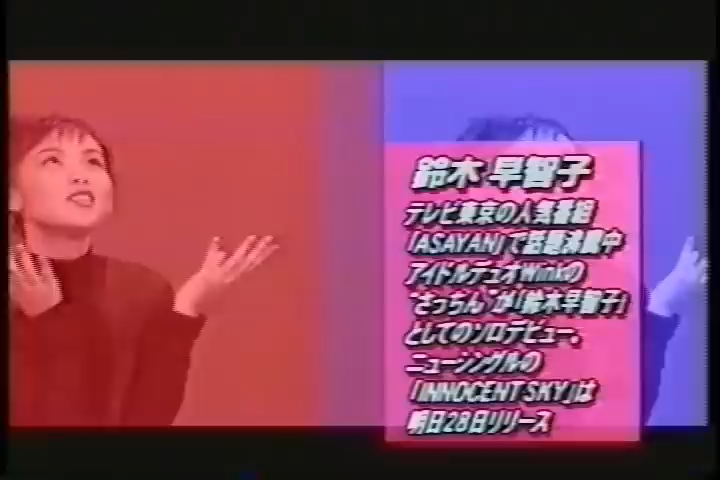 鈴木 早智子
テレビ東京の人気番組
「ASAYAN」で話題沸騰中
アイドルデュオWinkの
“さっちん”が「鈴木早智子」
としてのソロデビュー。
ニューシングルの
「INNOCENT SKY」は
明日28日リリース